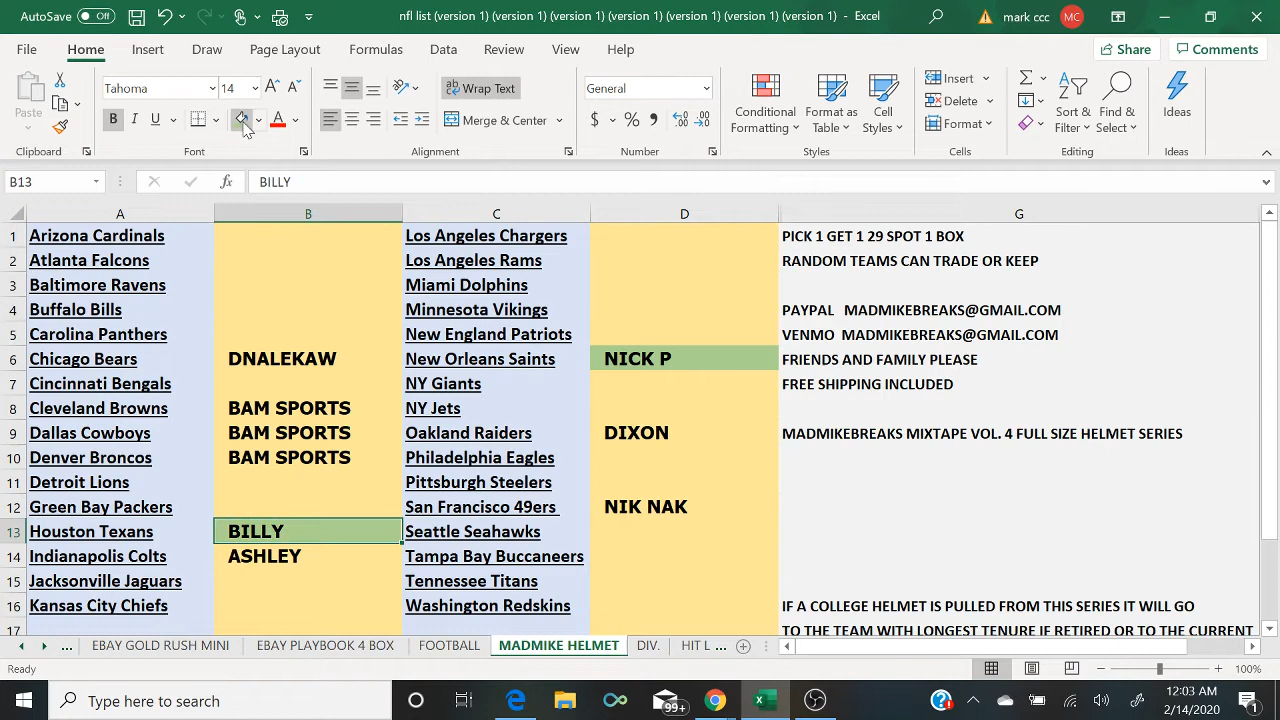 AutoSave Off nfl list (version 1) (version 1) (version 1) (version 1) (version 1) (version 1) (version 1) - Excel mark ccc MC
File Home Insert Draw Page Layout Formulas Data Review View Help Share Comments
Paste Tahoma 14 A A ab Wrap Text General Conditional Formatting Format as Table Cell Styles Insert Delete Format Sort & Filter Find & Select Ideas
B I U A Merge & Center $ % 9
Clipboard Font Alignment Number Styles Cells Editing Ideas
B13 fx BILLY
A B C D G
1 Arizona Cardinals Los Angeles Chargers PICK 1 GET 1 29 SPOT 1 BOX
2 Atlanta Falcons Los Angeles Rams RANDOM TEAMS CAN TRADE OR KEEP
3 Baltimore Ravens Miami Dolphins
4 Buffalo Bills Minnesota Vikings PAYPAL MADMIKEBREAKS@GMAIL.COM
5 Carolina Panthers New England Patriots VENMO MADMIKEBREAKS@GMAIL.COM
6 Chicago Bears DNALEKAW New Orleans Saints NICK P FRIENDS AND FAMILY PLEASE
7 Cincinnati Bengals NY Giants FREE SHIPPING INCLUDED
8 Cleveland Browns BAM SPORTS NY Jets
9 Dallas Cowboys BAM SPORTS Oakland Raiders DIXON MADMIKEBREAKS MIXTAPE VOL. 4 FULL SIZE HELMET SERIES
10 Denver Broncos BAM SPORTS Philadelphia Eagles
11 Detroit Lions Pittsburgh Steelers
12 Green Bay Packers San Francisco 49ers NIK NAK
13 Houston Texans BILLY Seattle Seahawks
14 Indianapolis Colts ASHLEY Tampa Bay Buccaneers
15 Jacksonville Jaguars Tennessee Titans
16 Kansas City Chiefs Washington Redskins IF A COLLEGE HELMET IS PULLED FROM THIS SERIES IT WILL GO
17 TO THE TEAM WITH LONGEST TENURE IF RETIRED OR TO THE CURRENT
... EBAY GOLD RUSH MINI EBAY PLAYBOOK 4 BOX FOOTBALL MADMIKE HELMET DIV. HIT L ...
Ready 100%
Type here to search 99+ 12:03 AM
2/14/2020 1